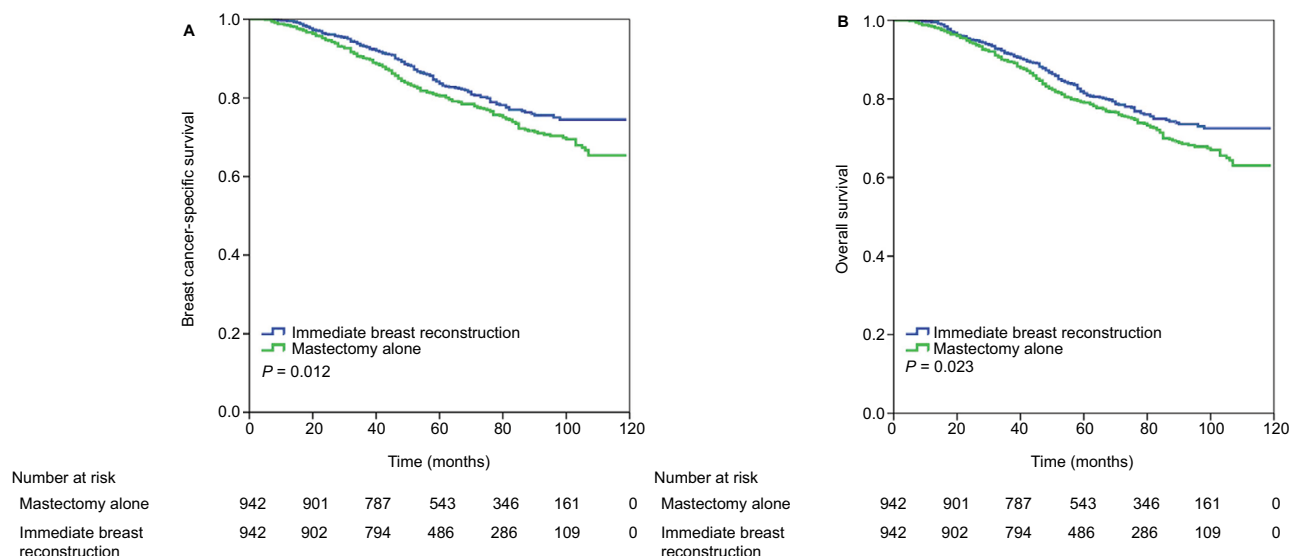 A
1.0
0.8
0.6
0.4
0.2
0.0
Breast cancer-specific survival
Immediate breast reconstruction
Mastectomy alone
P = 0.012
0 20 40 60 80 100 120
Time (months)
Number at risk
Mastectomy alone 942 901 787 543 346 161 0
Immediate breast 942 902 794 486 286 109 0
reconstruction
B
1.0
0.8
0.6
0.4
0.2
0.0
Overall survival
Immediate breast reconstruction
Mastectomy alone
P = 0.023
0 20 40 60 80 100 120
Time (months)
Number at risk
Mastectomy alone 942 901 787 543 346 161 0
Immediate breast 942 902 794 486 286 109 0
reconstruction